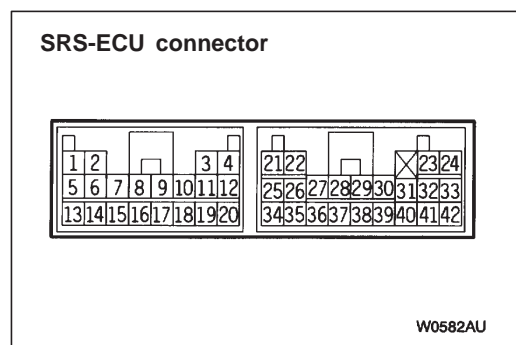 SRS-ECU connector
1 2 3 4 21 22 23 24
5 6 7 8 9 10 11 12 25 26 27 28 29 30 31 32 33
13 14 15 16 17 18 19 20 34 35 36 37 38 39 40 41 42
W0582AU